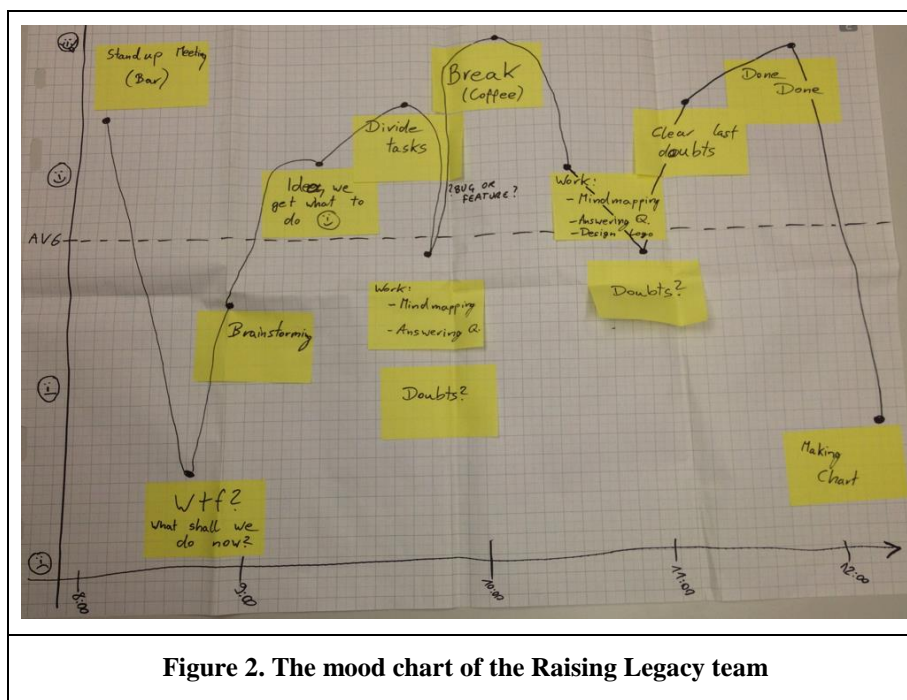 Stand up Meeting
(Bar)
Wtf?
what shall we
do now?
Brainstorming
Idea, we
get what to
do
Divide
tasks
Work:
- Mindmapping
- Answering Q.
Doubts?
?BUG OR
FEATURE?
Break
(Coffee)
Work:
- Mindmapping
- Answering Q.
- Design Logo
Doubts?
Clear last
doubts
Done
Done
Making
Chart
AVG
8:00
9:00
10:00
11:00
12:00
Figure 2. The mood chart of the Raising Legacy team